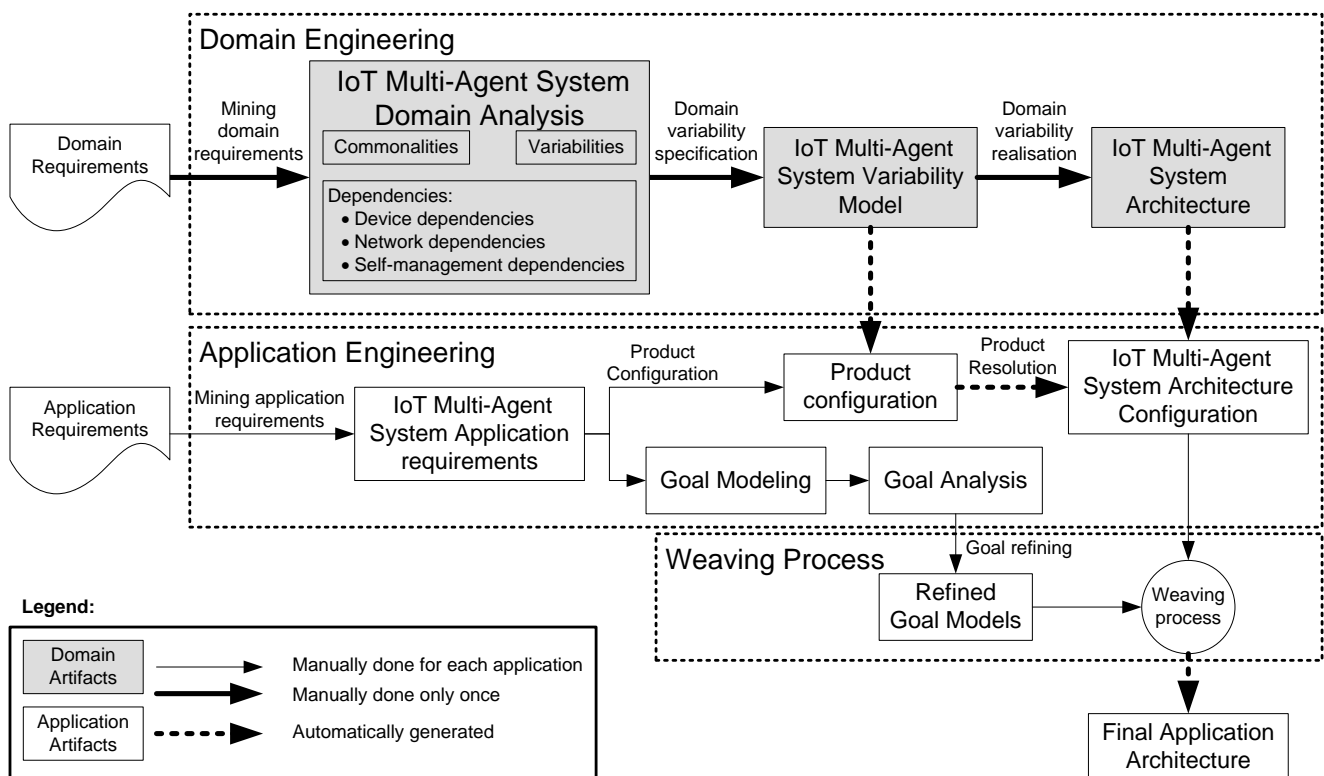 Domain Engineering
IoT Multi-Agent System
Domain Analysis
Commonalities
Variabilities
Dependencies:
• Device dependencies
• Network dependencies
• Self-management dependencies
Domain
Requirements
Mining
domain
requirements
Domain
variability
specification
IoT Multi-Agent
System Variability
Model
Domain
variability
realisation
IoT Multi-Agent
System
Architecture
Application Engineering
Application
Requirements
Mining application
requirements
IoT Multi-Agent
System Application
requirements
Product
Configuration
Product
configuration
Product
Resolution
IoT Multi-Agent
System Architecture
Configuration
Goal Modeling
Goal Analysis
Weaving Process
Goal refining
Refined
Goal Models
Weaving
process
Final Application
Architecture
Legend:
Domain
Artifacts
Application
Artifacts
Manually done for each application
Manually done only once
Automatically generated